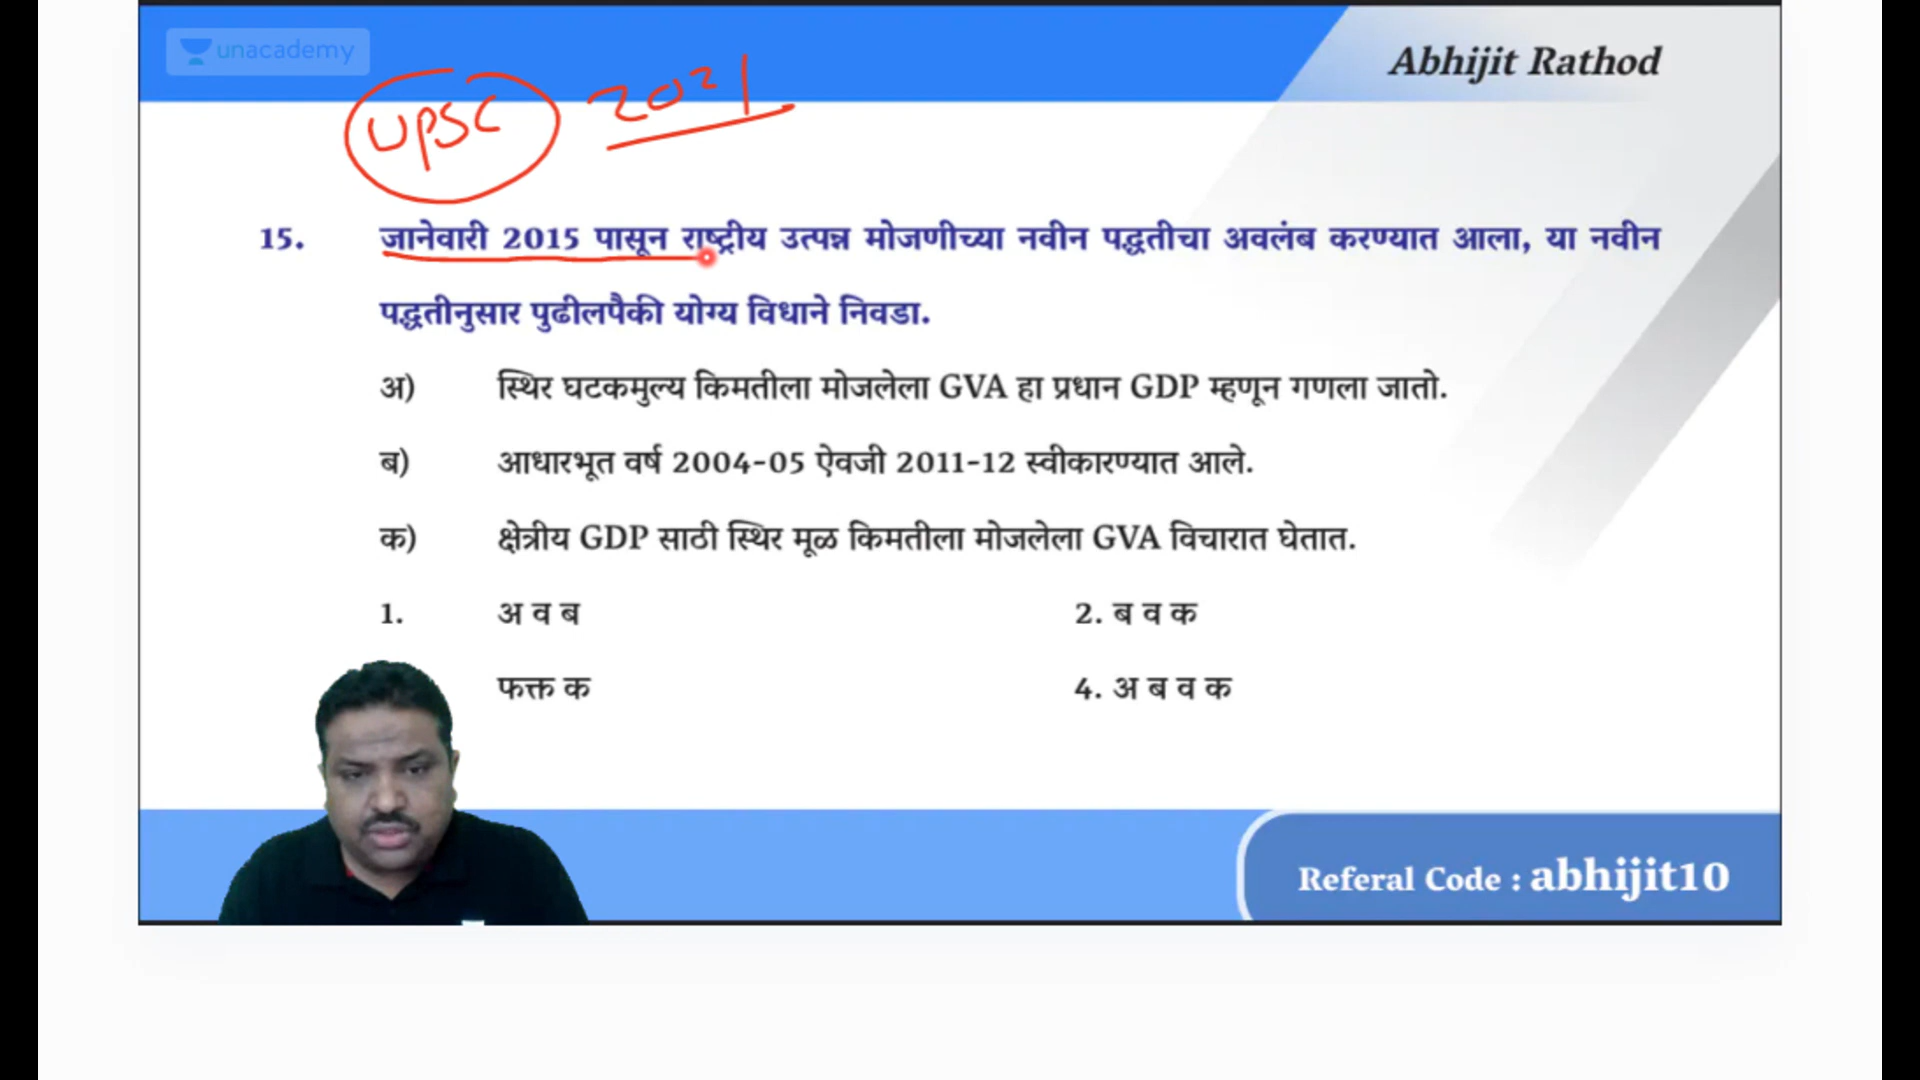 unacademy
Abhijit Rathod
UPSC 2021
15. जानेवारी 2015 पासून राष्ट्रीय उत्पन्न मोजणीच्या नवीन पद्धतीचा अवलंब करण्यात आला, या नवीन
पद्धतीनुसार पुढीलपैकी योग्य विधाने निवडा.
अ) स्थिर घटकमुल्य किमतीला मोजलेला GVA हा प्रधान GDP म्हणून गणला जातो.
ब) आधारभूत वर्ष 2004-05 ऐवजी 2011-12 स्वीकारण्यात आले.
क) क्षेत्रीय GDP साठी स्थिर मूळ किमतीला मोजलेला GVA विचारात घेतात.
1. अ व ब 2. ब व क
फक्त क 4. अ ब व क
Referal Code : abhijit10